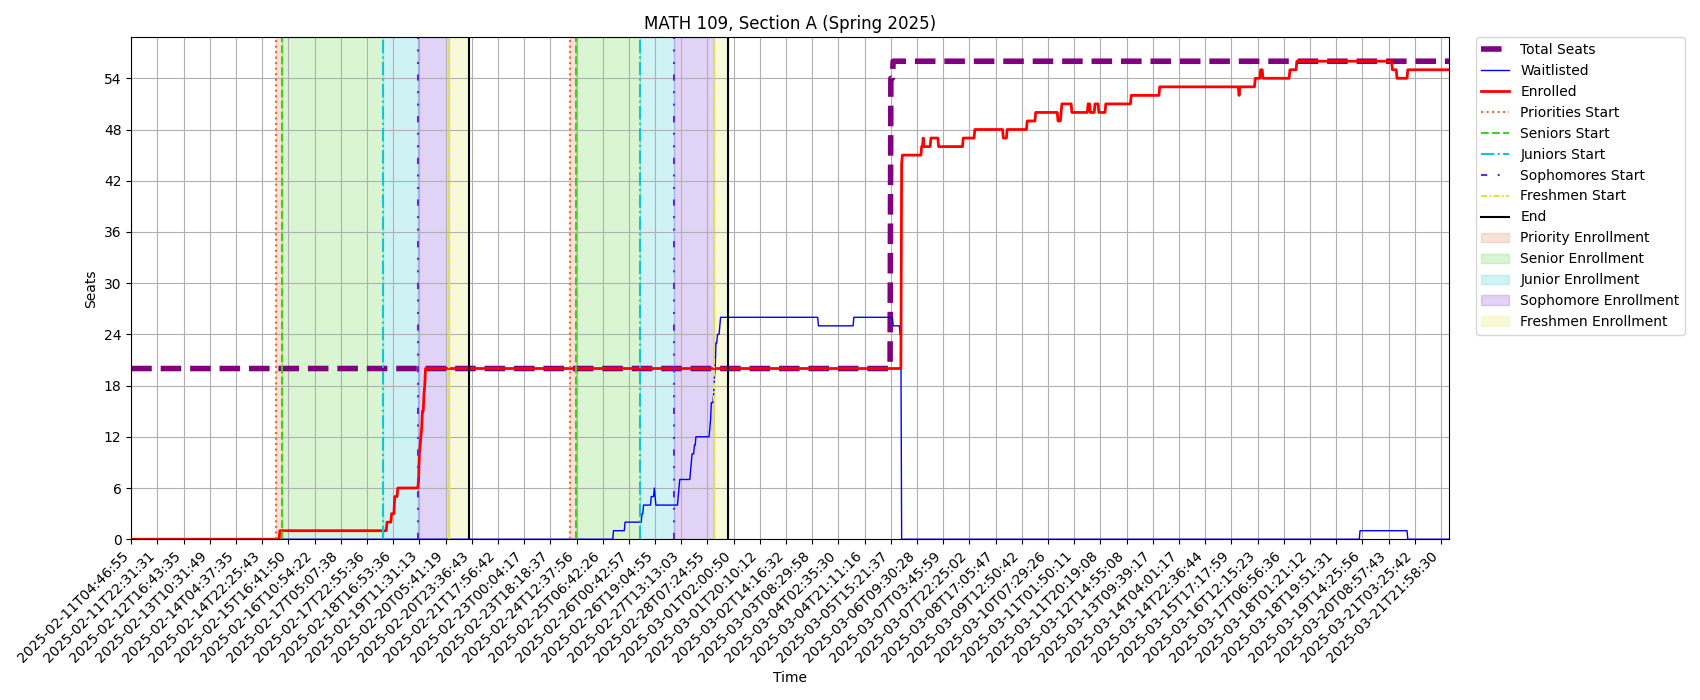 MATH 109, Section A (Spring 2025)
Seats
54
48
42
36
30
24
18
12
6
0
2025-02-11T04:46:55
2025-02-11T22:31:31
2025-02-12T16:43:35
2025-02-13T10:31:49
2025-02-14T04:37:35
2025-02-14T22:25:43
2025-02-15T16:41:50
2025-02-16T10:54:22
2025-02-17T05:07:38
2025-02-17T22:55:36
2025-02-18T16:53:36
2025-02-19T11:31:13
2025-02-20T05:41:19
2025-02-20T23:36:43
2025-02-21T17:56:42
2025-02-23T00:04:17
2025-02-23T18:18:37
2025-02-24T12:37:56
2025-02-25T06:42:26
2025-02-26T00:42:57
2025-02-26T19:04:55
2025-02-27T13:13:03
2025-02-28T07:24:55
2025-03-01T02:00:50
2025-03-01T20:10:12
2025-03-02T14:16:32
2025-03-03T08:29:58
2025-03-04T02:35:30
2025-03-04T21:11:16
2025-03-05T15:21:37
2025-03-06T09:30:28
2025-03-07T03:45:59
2025-03-07T22:25:02
2025-03-08T17:05:47
2025-03-09T12:50:42
2025-03-10T07:29:26
2025-03-11T01:50:11
2025-03-11T20:19:08
2025-03-12T14:55:08
2025-03-13T09:39:17
2025-03-14T04:01:17
2025-03-14T22:36:44
2025-03-15T17:17:59
2025-03-16T12:15:23
2025-03-17T06:56:36
2025-03-18T01:21:12
2025-03-18T19:51:31
2025-03-19T14:25:56
2025-03-20T08:57:43
2025-03-21T03:25:42
2025-03-21T21:58:30
Time
Total Seats
Waitlisted
Enrolled
Priorities Start
Seniors Start
Juniors Start
Sophomores Start
Freshmen Start
End
Priority Enrollment
Senior Enrollment
Junior Enrollment
Sophomore Enrollment
Freshmen Enrollment